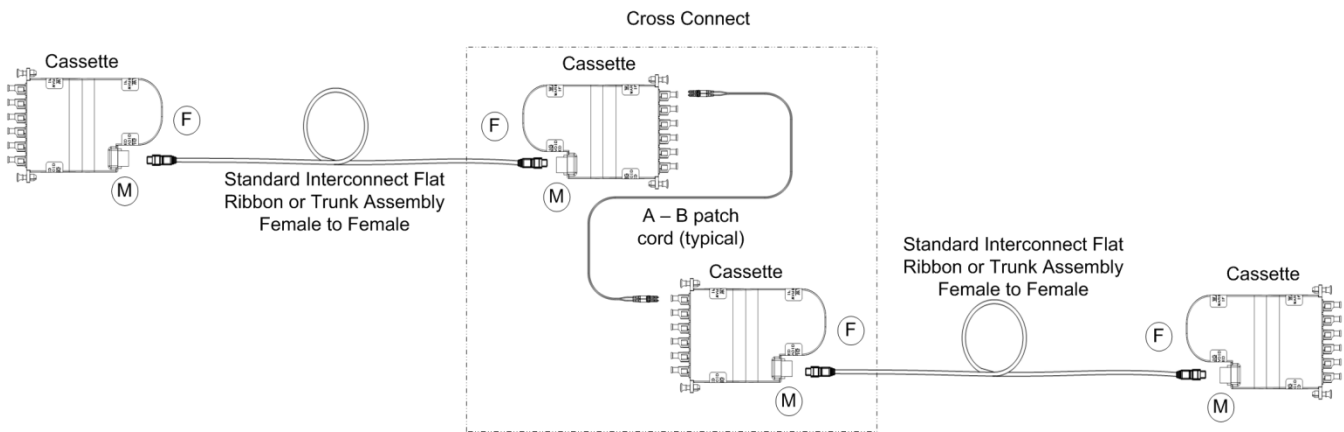 Cross Connect
Cassette
Cassette
F
F
M
M
Standard Interconnect Flat
Ribbon or Trunk Assembly
Female to Female
A – B patch
cord (typical)
Standard Interconnect Flat
Ribbon or Trunk Assembly
Female to Female
Cassette
Cassette
F
F
M
M